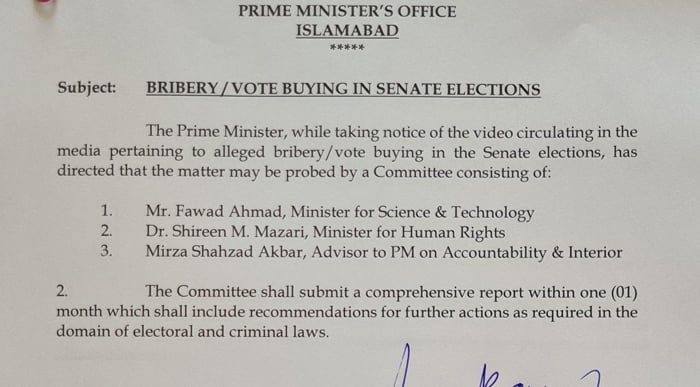 PRIME MINISTER'S OFFICE
ISLAMABAD
*****
Subject: BRIBERY/VOTE BUYING IN SENATE ELECTIONS
The Prime Minister, while taking notice of the video circulating in the
media pertaining to alleged bribery/vote buying in the Senate elections, has
directed that the matter may be probed by a Committee consisting of:
1. Mr. Fawad Ahmad, Minister for Science & Technology
2. Dr. Shireen M. Mazari, Minister for Human Rights
3. Mirza Shahzad Akbar, Advisor to PM on Accountability & Interior
2. The Committee shall submit a comprehensive report within one (01)
month which shall include recommendations for further actions as required in the
domain of electoral and criminal laws.